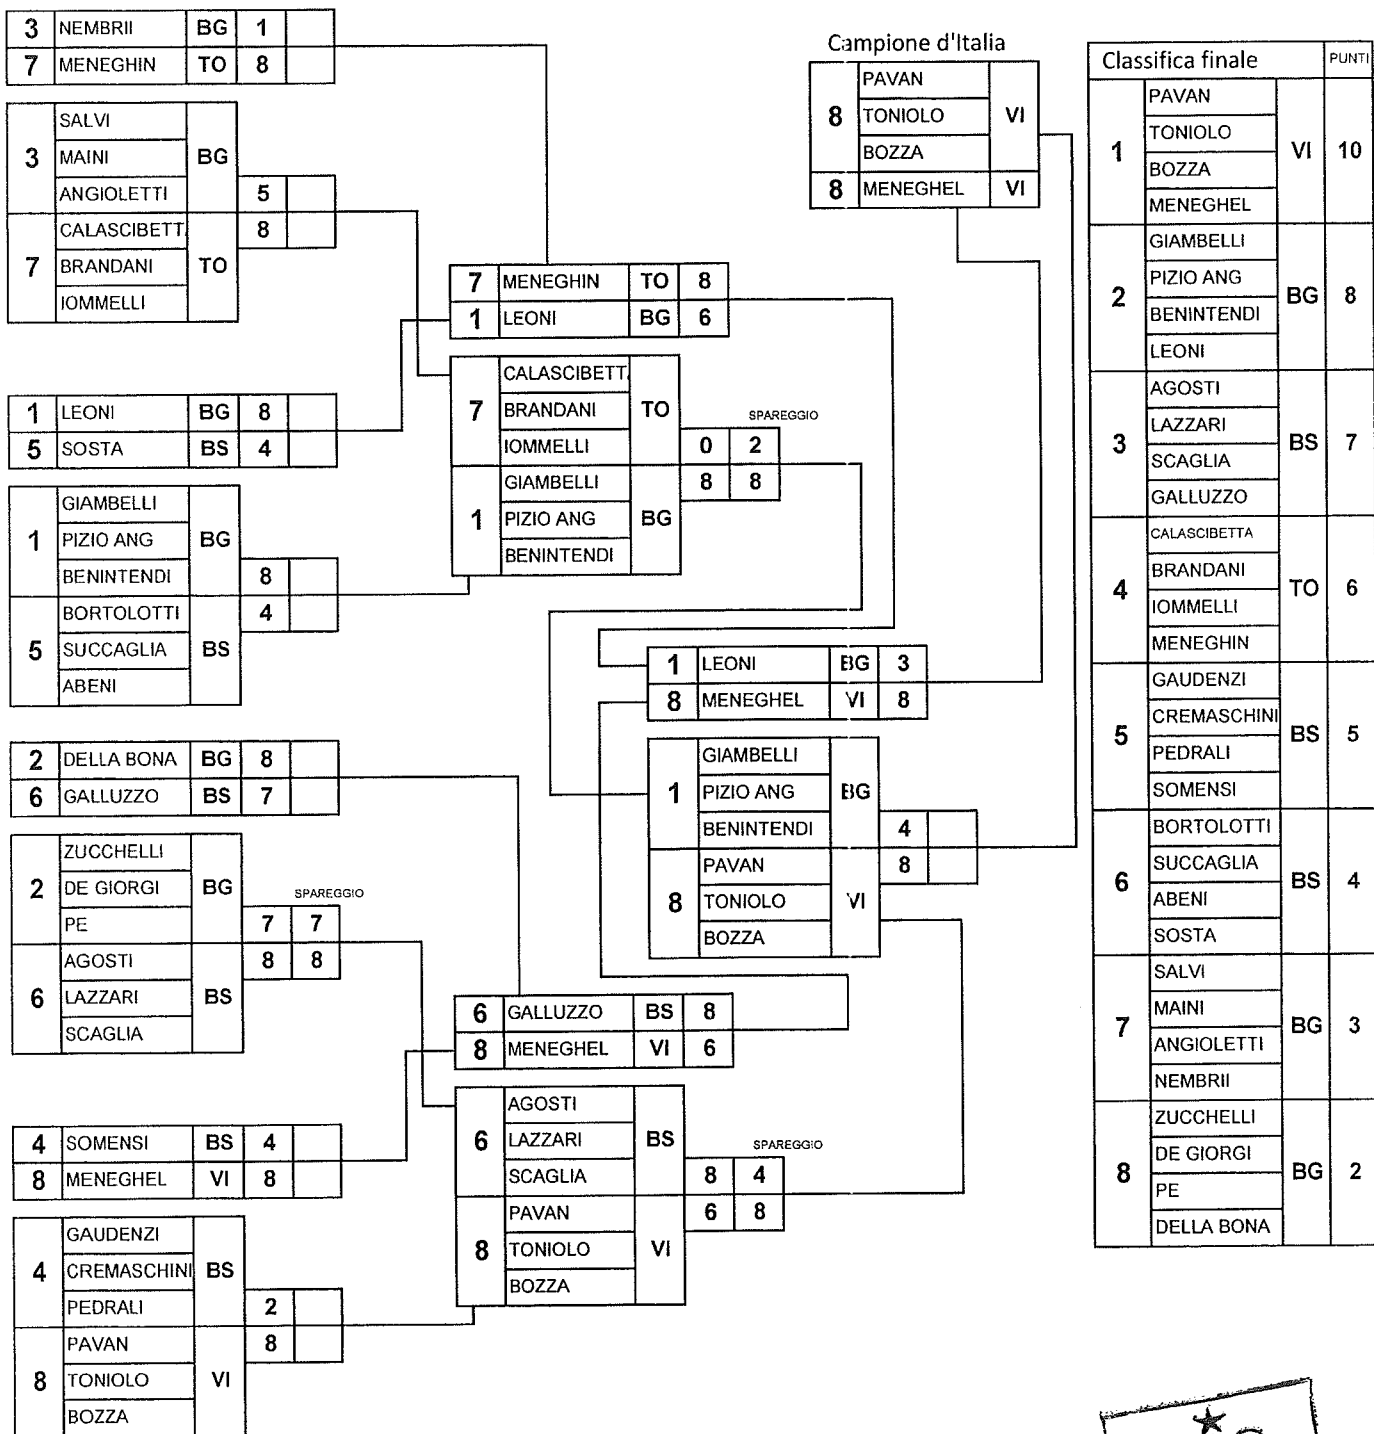 3 NEMBRII BG 1
7 MENEGHIN TO 8
3 SALVI MAINI ANGIOLETTI BG 5
7 CALASCIBETT BRANDANI IOMMELLI TO 8
1 LEONI BG 8
5 SOSTA BS 4
1 GIAMBELLI PIZIO ANG BENINTENDI BG 8
5 BORTOLOTTI SUCCAGLIA ABENI BS 4
2 DELLA BONA BG 8
6 GALLUZZO BS 7
SPAREGGIO
2 ZUCCHELLI DE GIORGI PE BG 7 7
6 AGOSTI LAZZARI SCAGLIA BS 8 8
4 SOMENSI BS 4
8 MENEGHEL VI 8
4 GAUDENZI CREMASCHINI PEDRALI BS 2
8 PAVAN TONIOLO BOZZA VI 8
7 MENEGHIN TO 8
1 LEONI BG 6
SPAREGGIO
7 CALASCIBETT BRANDANI IOMMELLI TO 0 2
1 GIAMBELLI PIZIO ANG BENINTENDI BG 8 8
6 GALLUZZO BS 8
8 MENEGHEL VI 6
SPAREGGIO
6 AGOSTI LAZZARI SCAGLIA BS 8 4
8 PAVAN TONIOLO BOZZA VI 6 8
1 LEONI BG 3
8 MENEGHEL VI 8
1 GIAMBELLI PIZIO ANG BENINTENDI BG 4
8 PAVAN TONIOLO BOZZA VI 8
Campione d'Italia
8 PAVAN TONIOLO BOZZA VI
8 MENEGHEL VI
Classifica finale PUNTI
1 PAVAN TONIOLO BOZZA MENEGHEL VI 10
2 GIAMBELLI PIZIO ANG BENINTENDI LEONI BG 8
3 AGOSTI LAZZARI SCAGLIA GALLUZZO BS 7
4 CALASCIBETTA BRANDANI IOMMELLI MENEGHIN TO 6
5 GAUDENZI CREMASCHINI PEDRALI SOMENSI BS 5
6 BORTOLOTTI SUCCAGLIA ABENI SOSTA BS 4
7 SALVI MAINI ANGIOLETTI NEMBRII BG 3
8 ZUCCHELLI DE GIORGI PE DELLA BONA BG 2